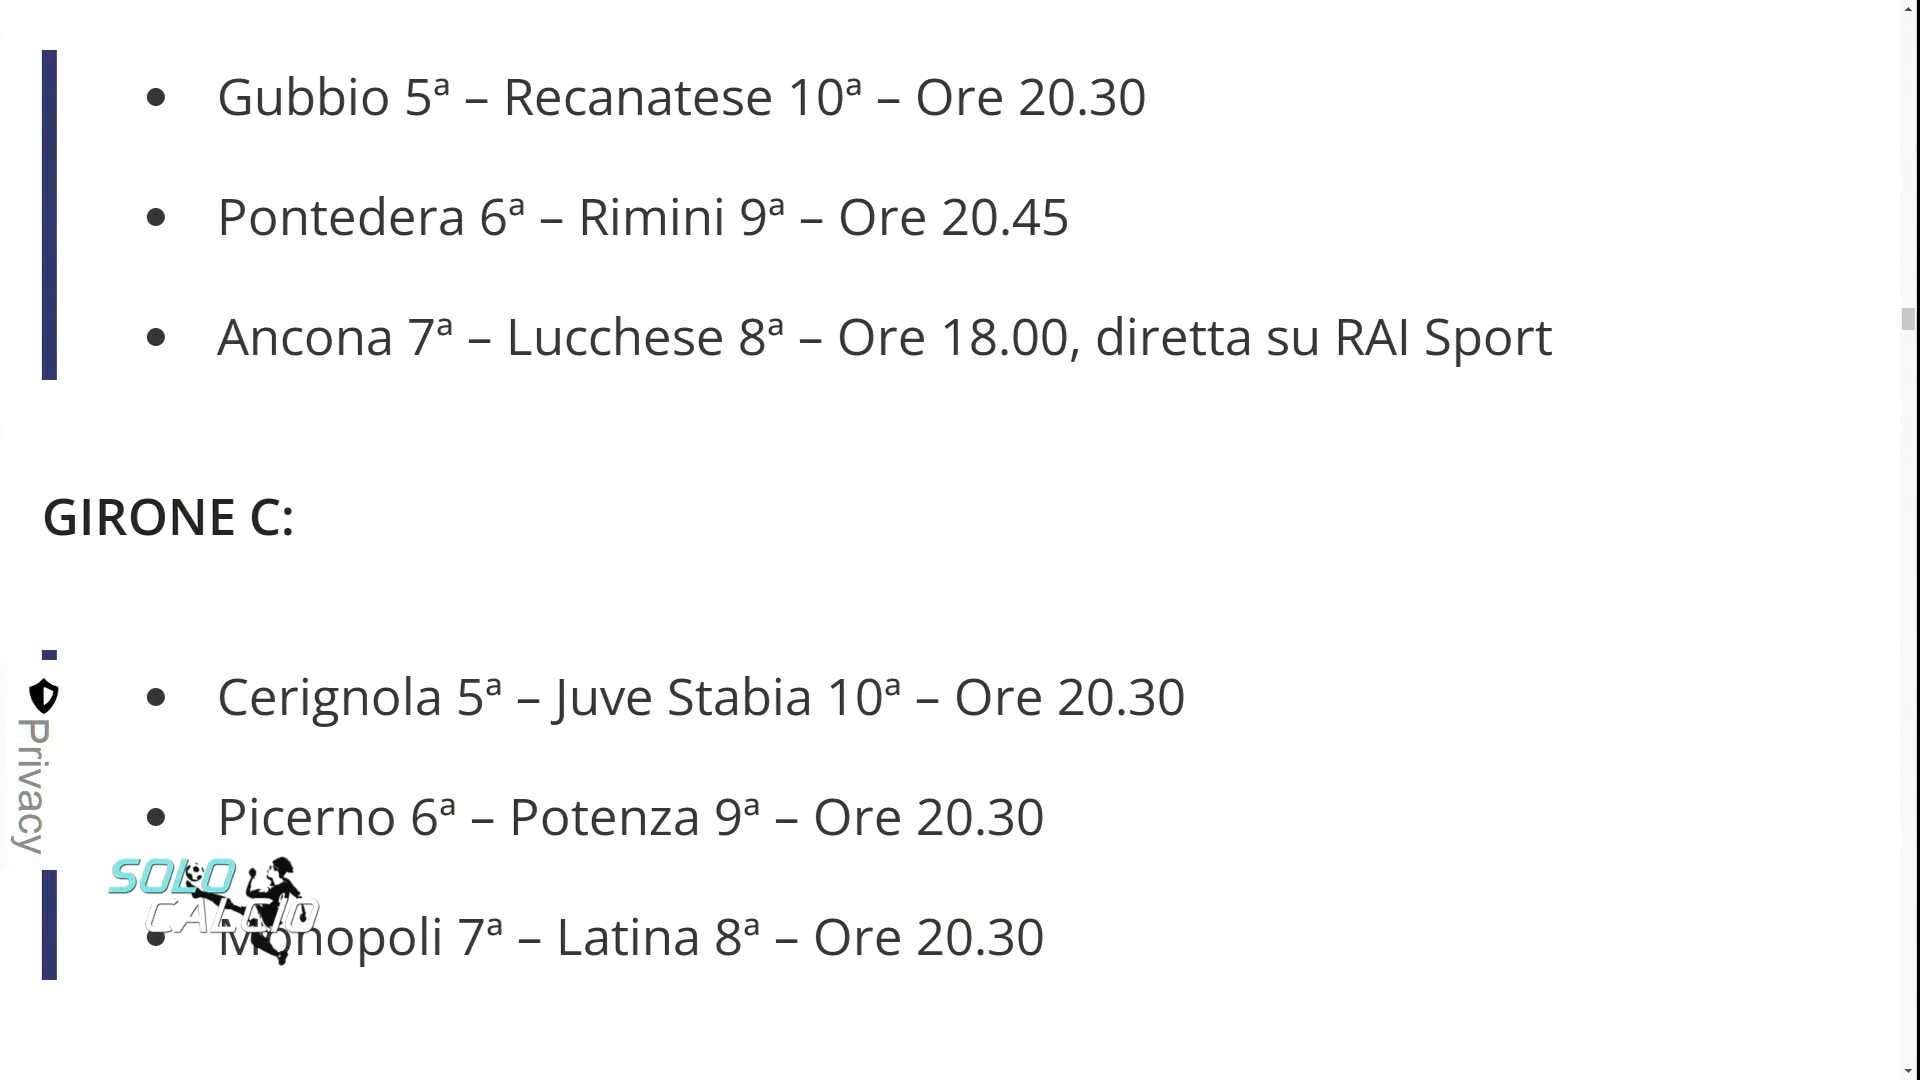 • Gubbio 5ª – Recanatese 10ª – Ore 20.30
• Pontedera 6ª – Rimini 9ª – Ore 20.45
• Ancona 7ª – Lucchese 8ª – Ore 18.00, diretta su RAI Sport
GIRONE C:
• Cerignola 5ª – Juve Stabia 10ª – Ore 20.30
• Picerno 6ª – Potenza 9ª – Ore 20.30
• Monopoli 7ª – Latina 8ª – Ore 20.30
Privacy
SOLO
CALCIO